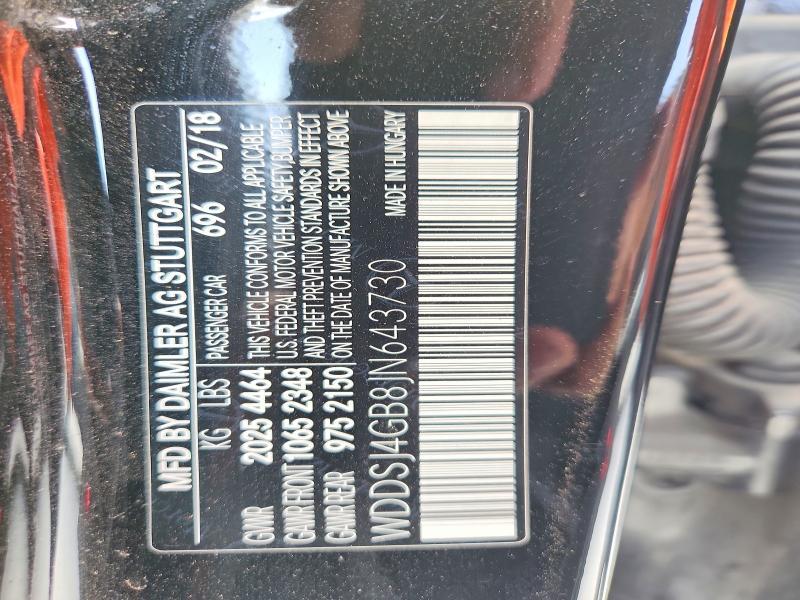 MFD BY DAIMLER AG STUTTGART
KG LBS PASSENGER CAR 696 02/18
GVWR 2025 4464 THIS VEHICLE CONFORMS TO ALL APPLICABLE
GAWR FRONT 1065 2348 U.S. FEDERAL MOTOR VEHICLE SAFETY, BUMPER
GAWR REAR 975 2150 AND THEFT PREVENTION STANDARDS IN EFFECT
ON THE DATE OF MANUFACTURE SHOWN ABOVE
WDDSJ4GB8JN643730 MADE IN HUNGARY